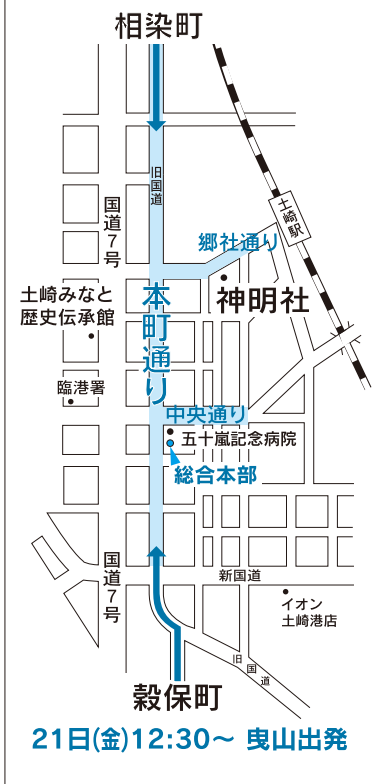 相染町
旧国道
国道7号
土崎駅
郷社通り
神明社
土崎みなと
歴史伝承館
本町通り
臨港署
中央通り
五十嵐記念病院
総合本部
国道7号
新国道
イオン
土崎港店
旧国道
穀保町
21日(金)12:30～ 曳山出発